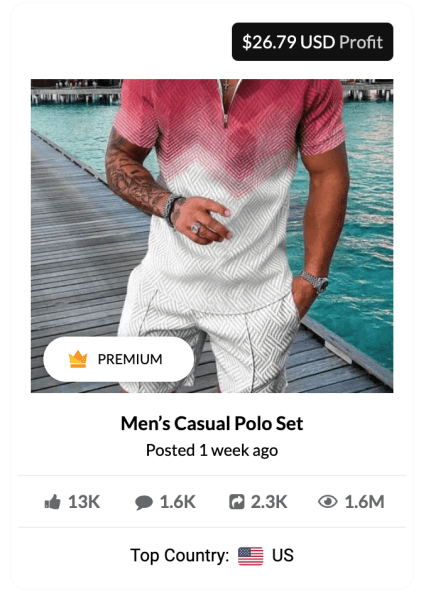 $26.79 USD Profit
PREMIUM
Men’s Casual Polo Set
Posted 1 week ago
13K 1.6K 2.3K 1.6M
Top Country: US